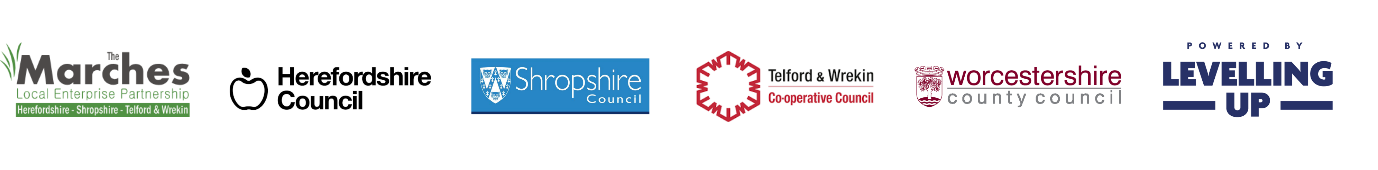 The
Marches
Local Enterprise Partnership
Herefordshire - Shropshire - Telford & Wrekin
Herefordshire
Council
Shropshire
Council
Telford & Wrekin
Co-operative Council
worcestershire
county council
POWERED BY
LEVELLING
UP